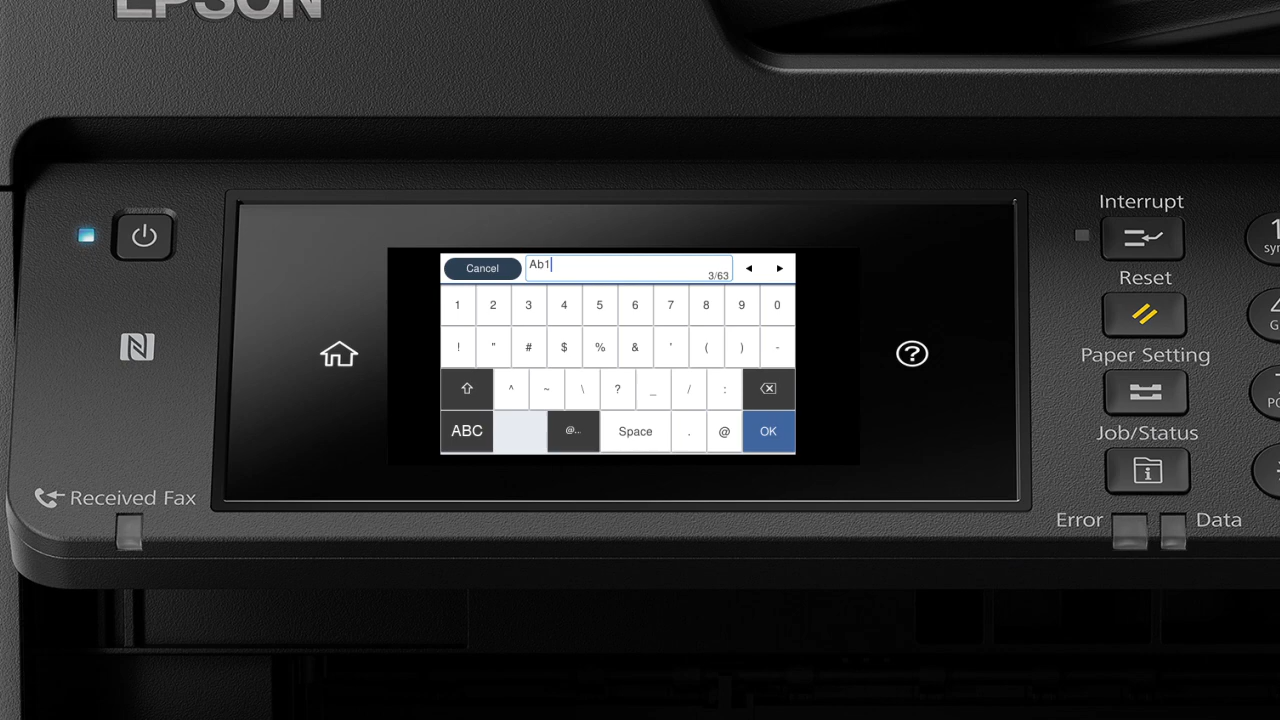 EPSON
Interrupt
Reset
Paper Setting
Job/Status
Error
Data
Received Fax
Cancel
Ab1
3/63
1 2 3 4 5 6 7 8 9 0
! " # $ % & ' ( ) -
^ ~ \ ? _ / :
ABC @... Space . @ OK